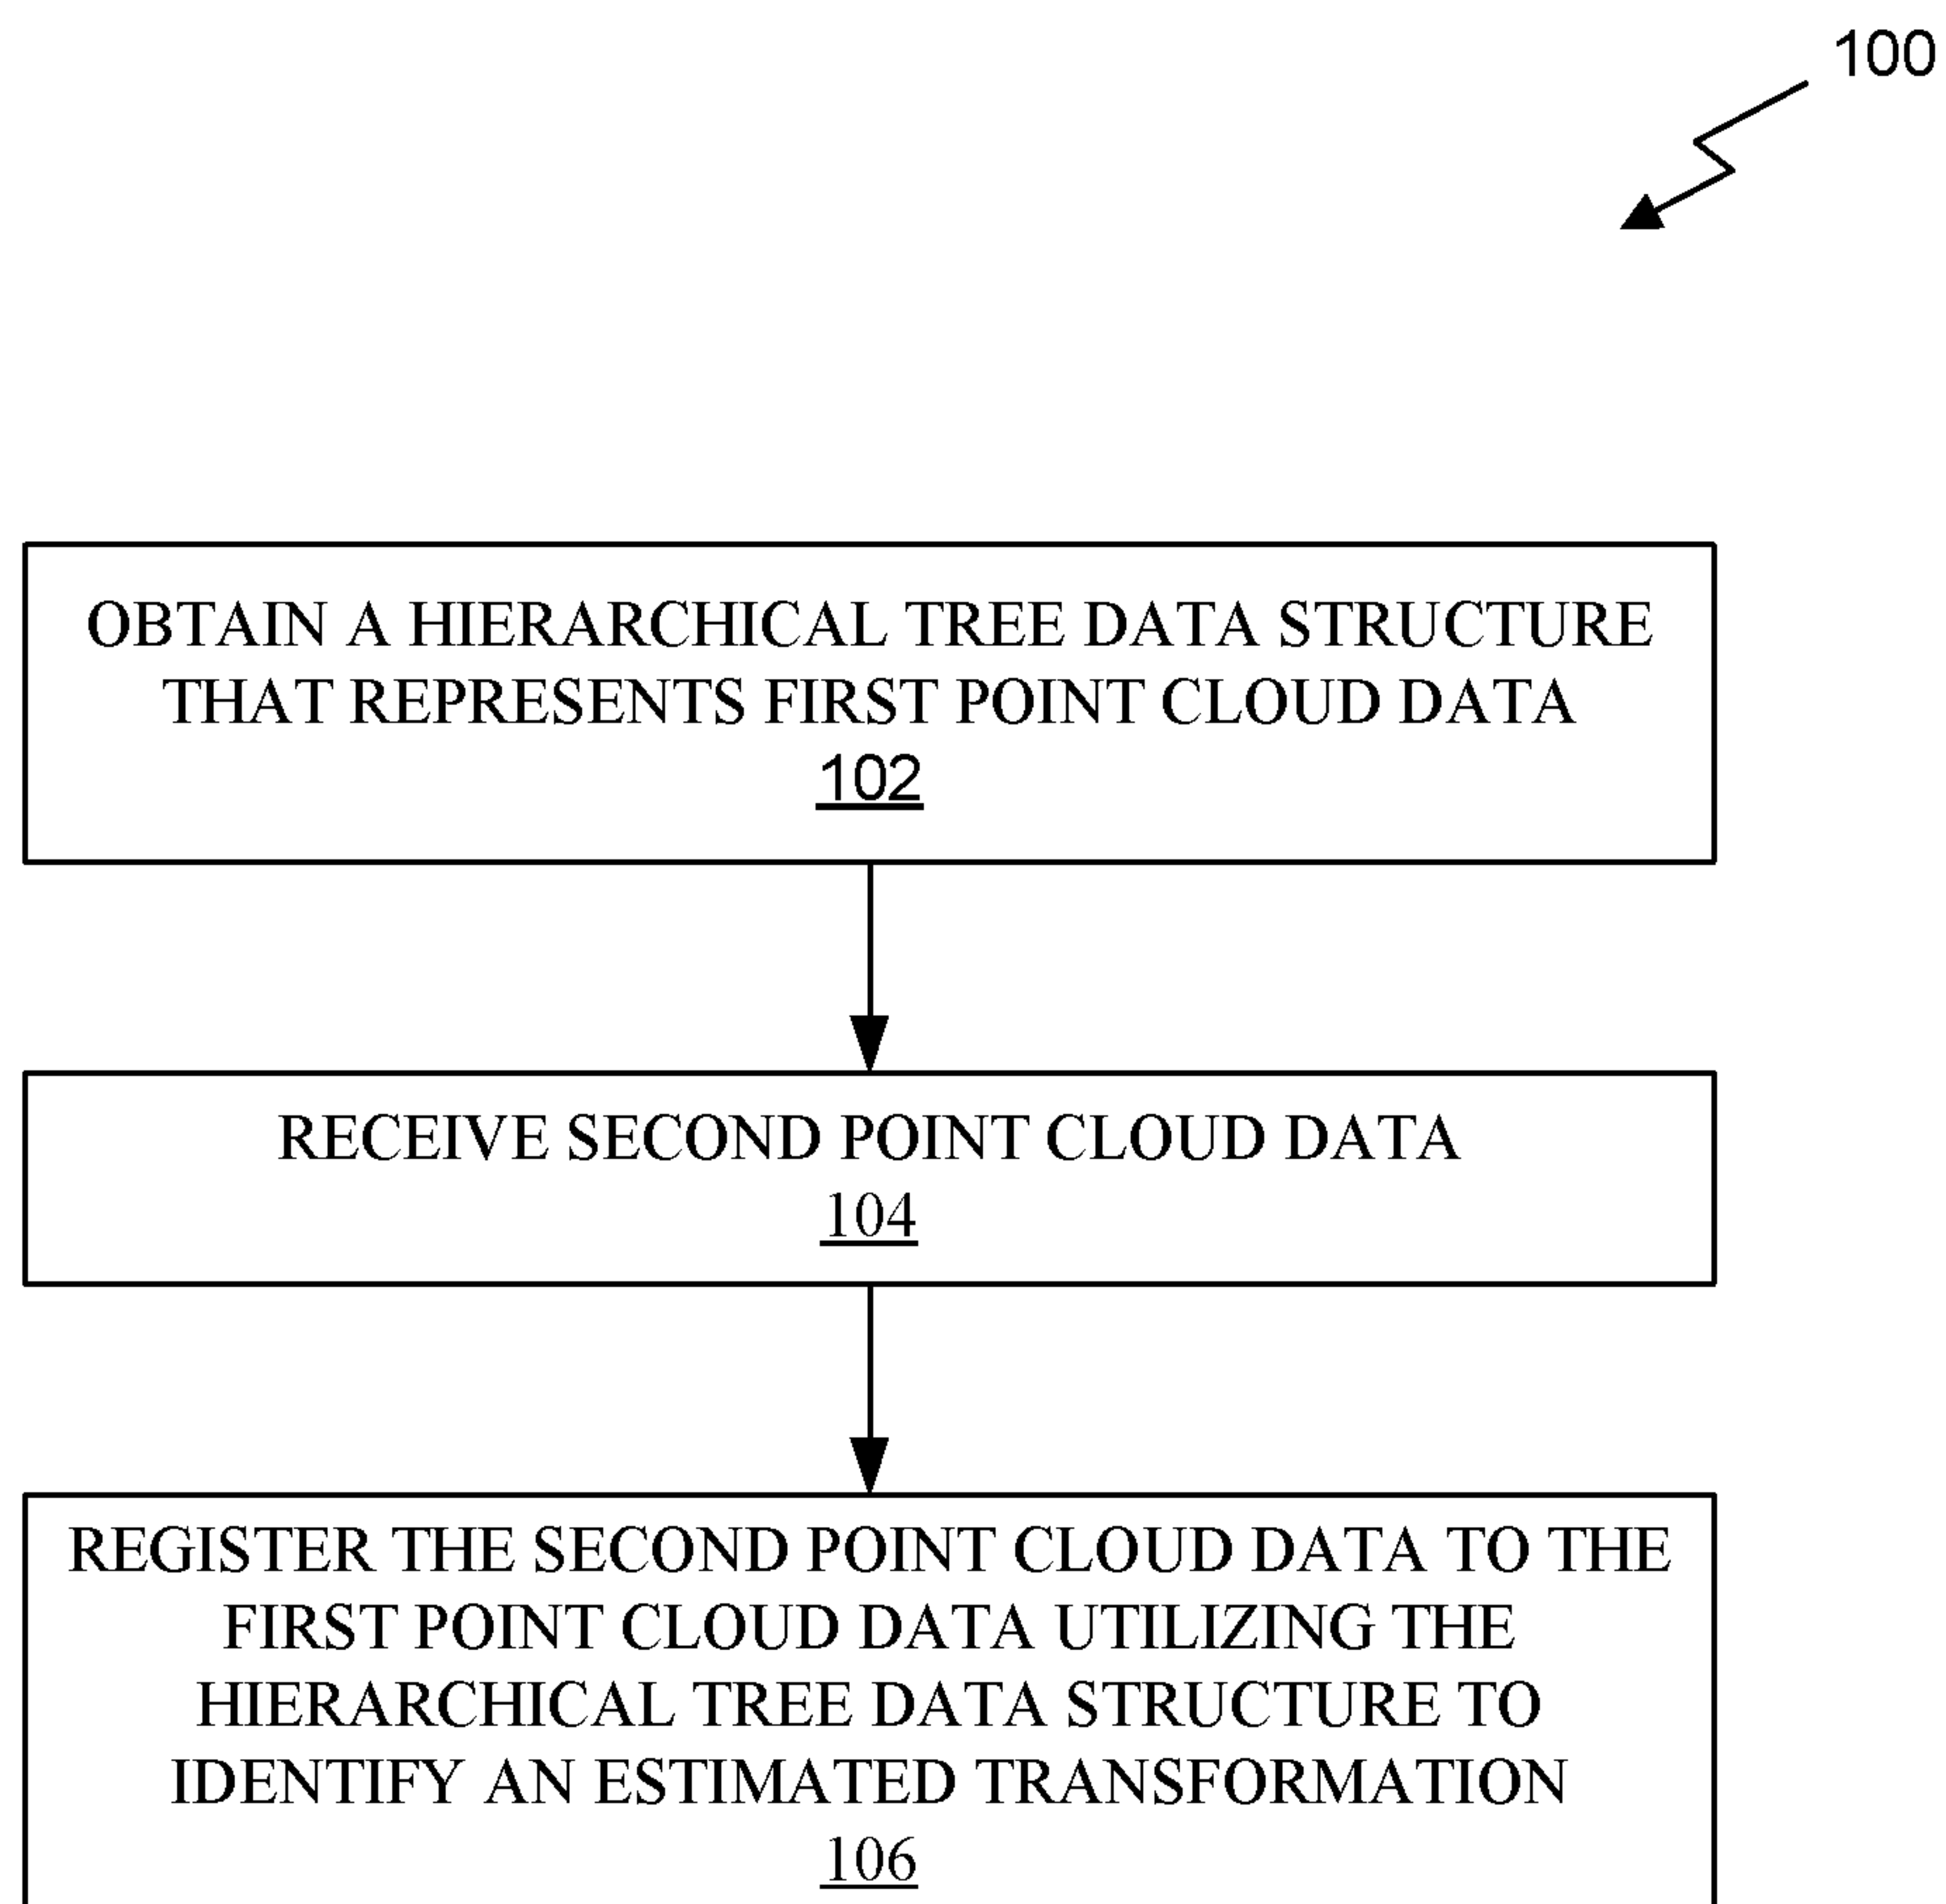 100
OBTAIN A HIERARCHICAL TREE DATA STRUCTURE
THAT REPRESENTS FIRST POINT CLOUD DATA
102
RECEIVE SECOND POINT CLOUD DATA
104
REGISTER THE SECOND POINT CLOUD DATA TO THE
FIRST POINT CLOUD DATA UTILIZING THE
HIERARCHICAL TREE DATA STRUCTURE TO
IDENTIFY AN ESTIMATED TRANSFORMATION
106